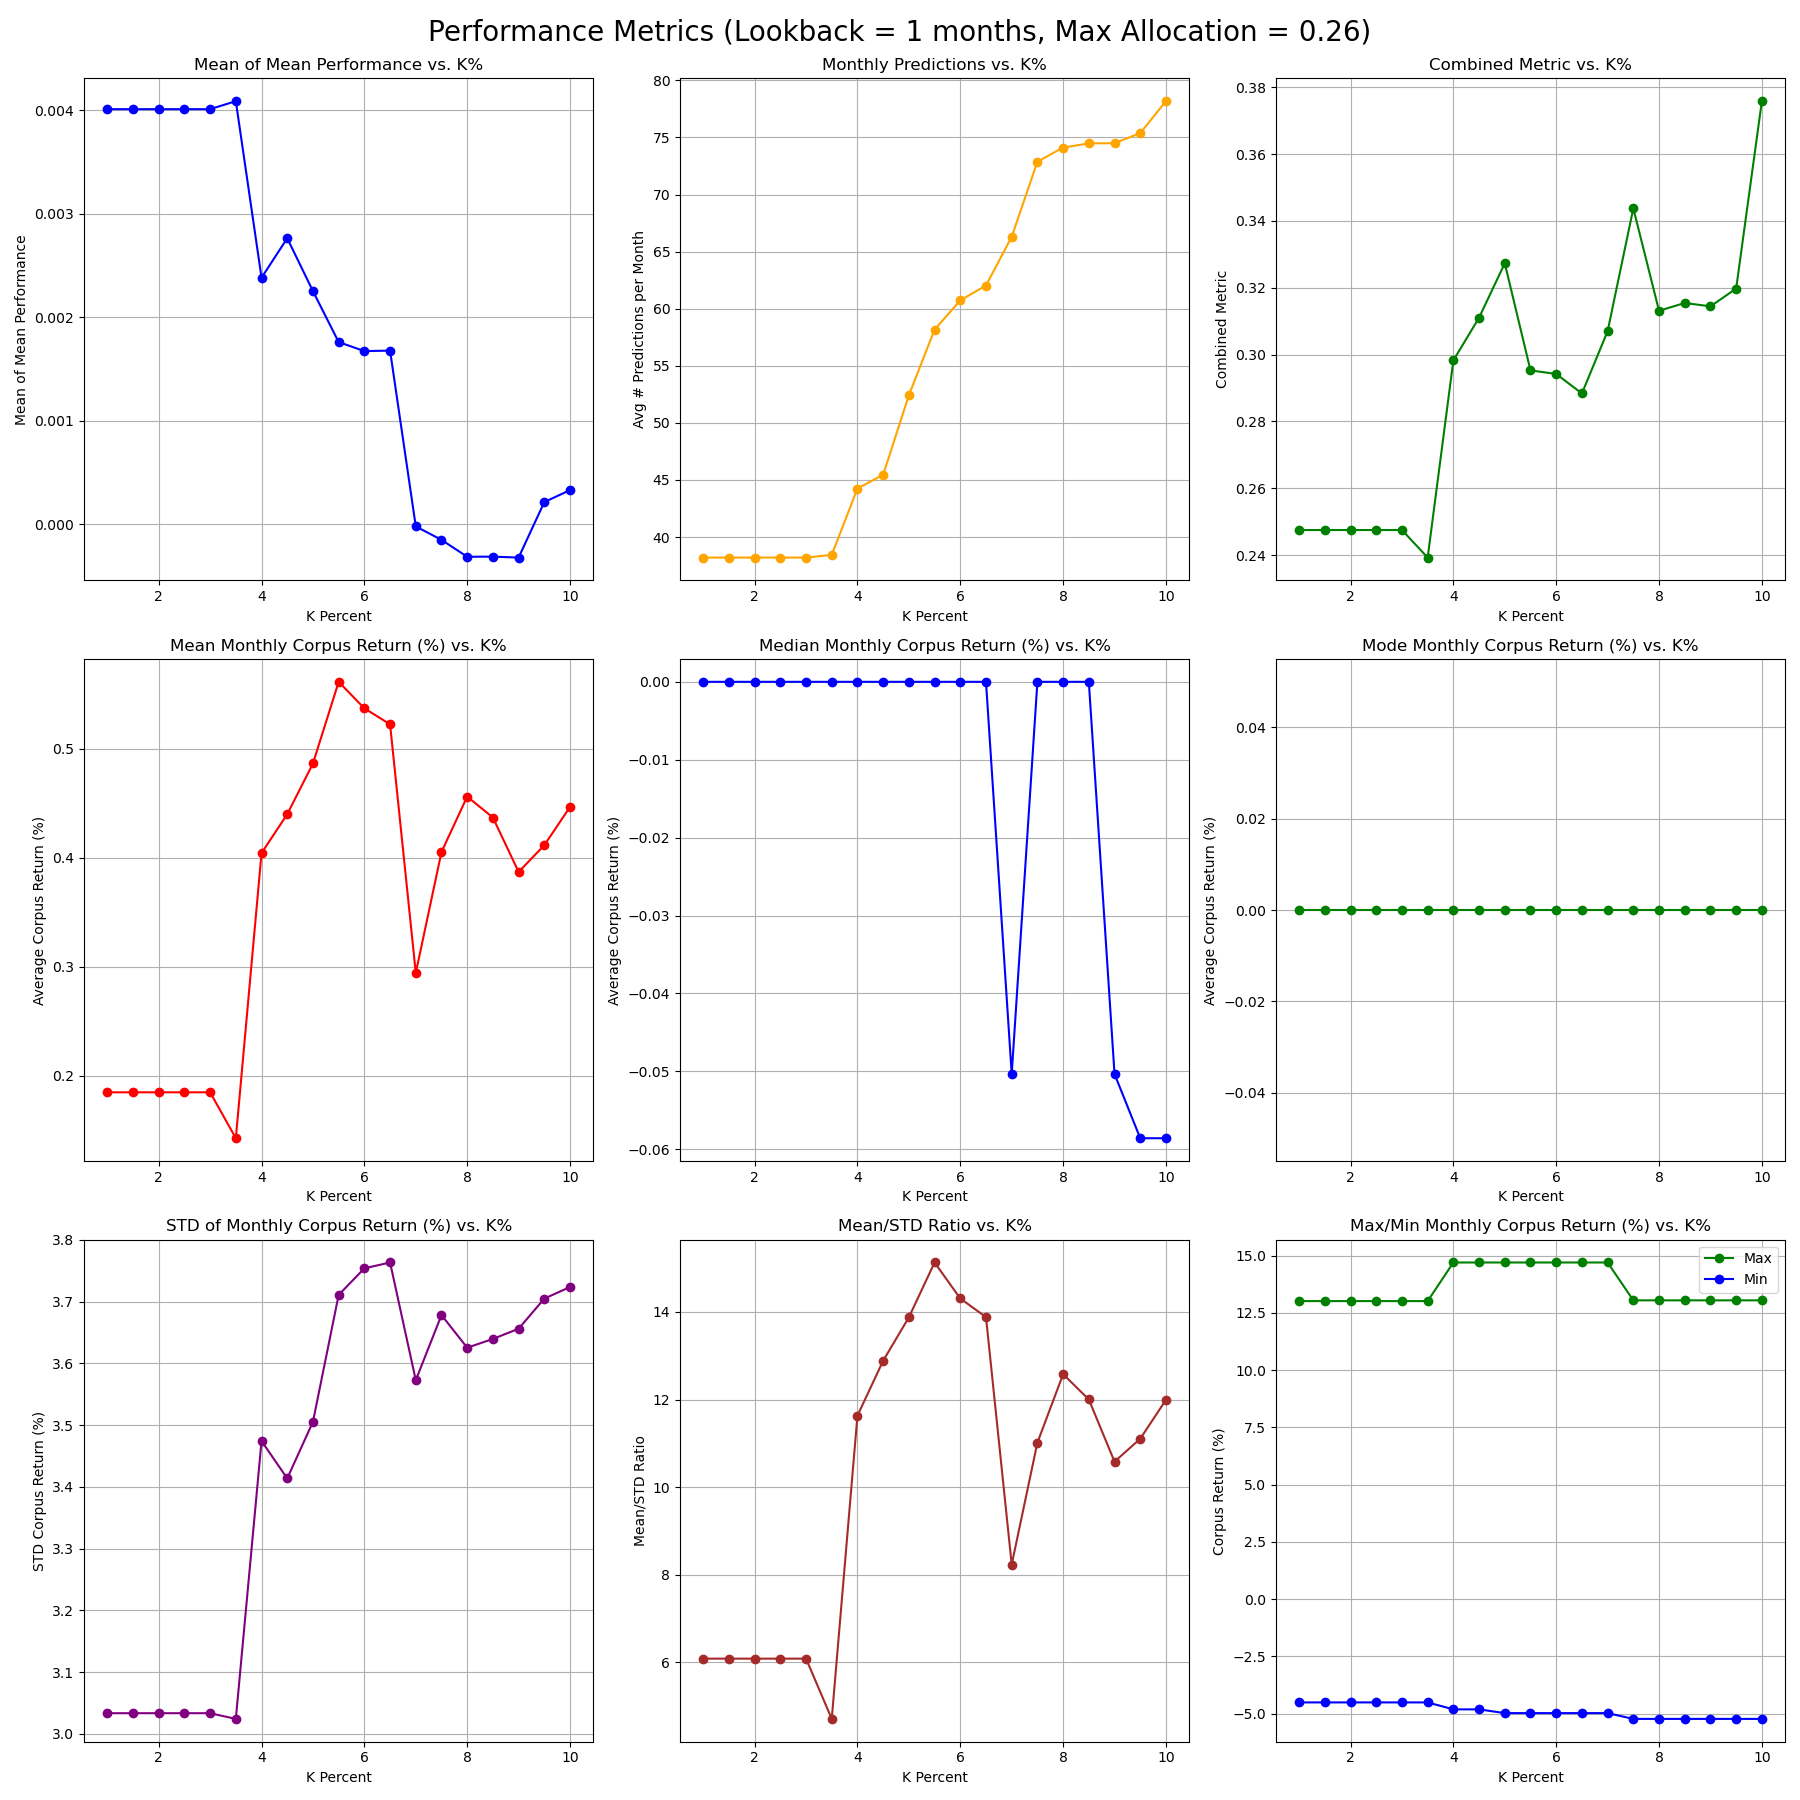 Performance Metrics (Lookback = 1 months, Max Allocation = 0.26)
Mean of Mean Performance vs. K%
Mean of Mean Performance
0.004
0.003
0.002
0.001
0.000
2 4 6 8 10
K Percent
Monthly Predictions vs. K%
Avg # Predictions per Month
80
75
70
65
60
55
50
45
40
2 4 6 8 10
K Percent
Combined Metric vs. K%
Combined Metric
0.38
0.36
0.34
0.32
0.30
0.28
0.26
0.24
2 4 6 8 10
K Percent
Mean Monthly Corpus Return (%) vs. K%
Average Corpus Return (%)
0.5
0.4
0.3
0.2
2 4 6 8 10
K Percent
Median Monthly Corpus Return (%) vs. K%
Average Corpus Return (%)
0.00
−0.01
−0.02
−0.03
−0.04
−0.05
−0.06
2 4 6 8 10
K Percent
Mode Monthly Corpus Return (%) vs. K%
Average Corpus Return (%)
0.04
0.02
0.00
−0.02
−0.04
2 4 6 8 10
K Percent
STD of Monthly Corpus Return (%) vs. K%
STD Corpus Return (%)
3.8
3.7
3.6
3.5
3.4
3.3
3.2
3.1
3.0
2 4 6 8 10
K Percent
Mean/STD Ratio vs. K%
Mean/STD Ratio
14
12
10
8
6
2 4 6 8 10
K Percent
Max/Min Monthly Corpus Return (%) vs. K%
Corpus Return (%)
15.0
12.5
10.0
7.5
5.0
2.5
0.0
−2.5
−5.0
Max
Min
2 4 6 8 10
K Percent